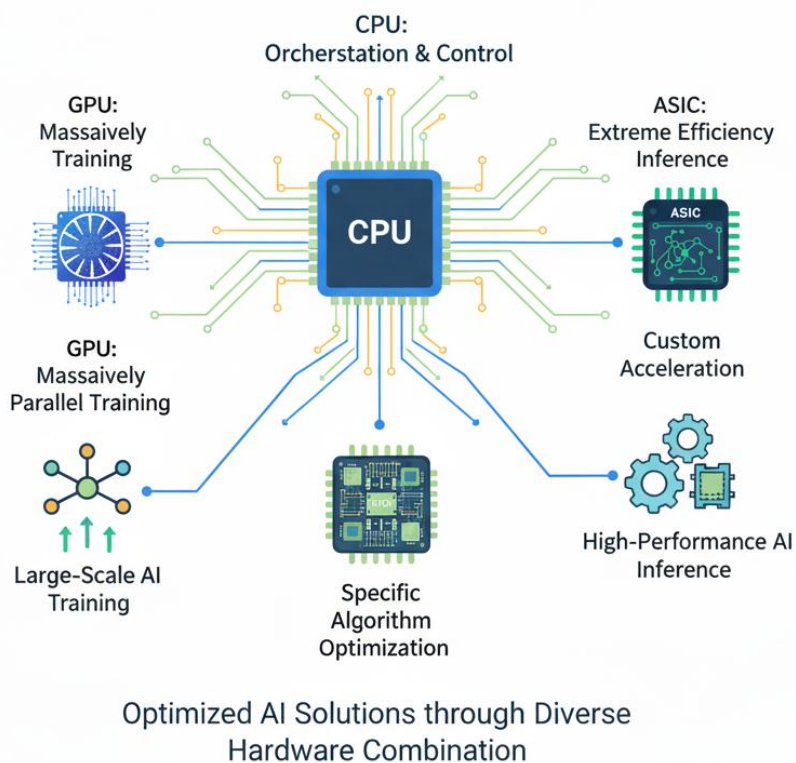 CPU:
Orcherstation & Control
GPU:
Massaively
Training
ASIC:
Extreme Efficiency
Inference
CPU
ASIC
GPU:
Massaively
Parallel Training
Custom
Acceleration
Large-Scale AI
Training
Specific
Algorithm
Optimization
High-Performance AI
Inference
Optimized AI Solutions through Diverse
Hardware Combination